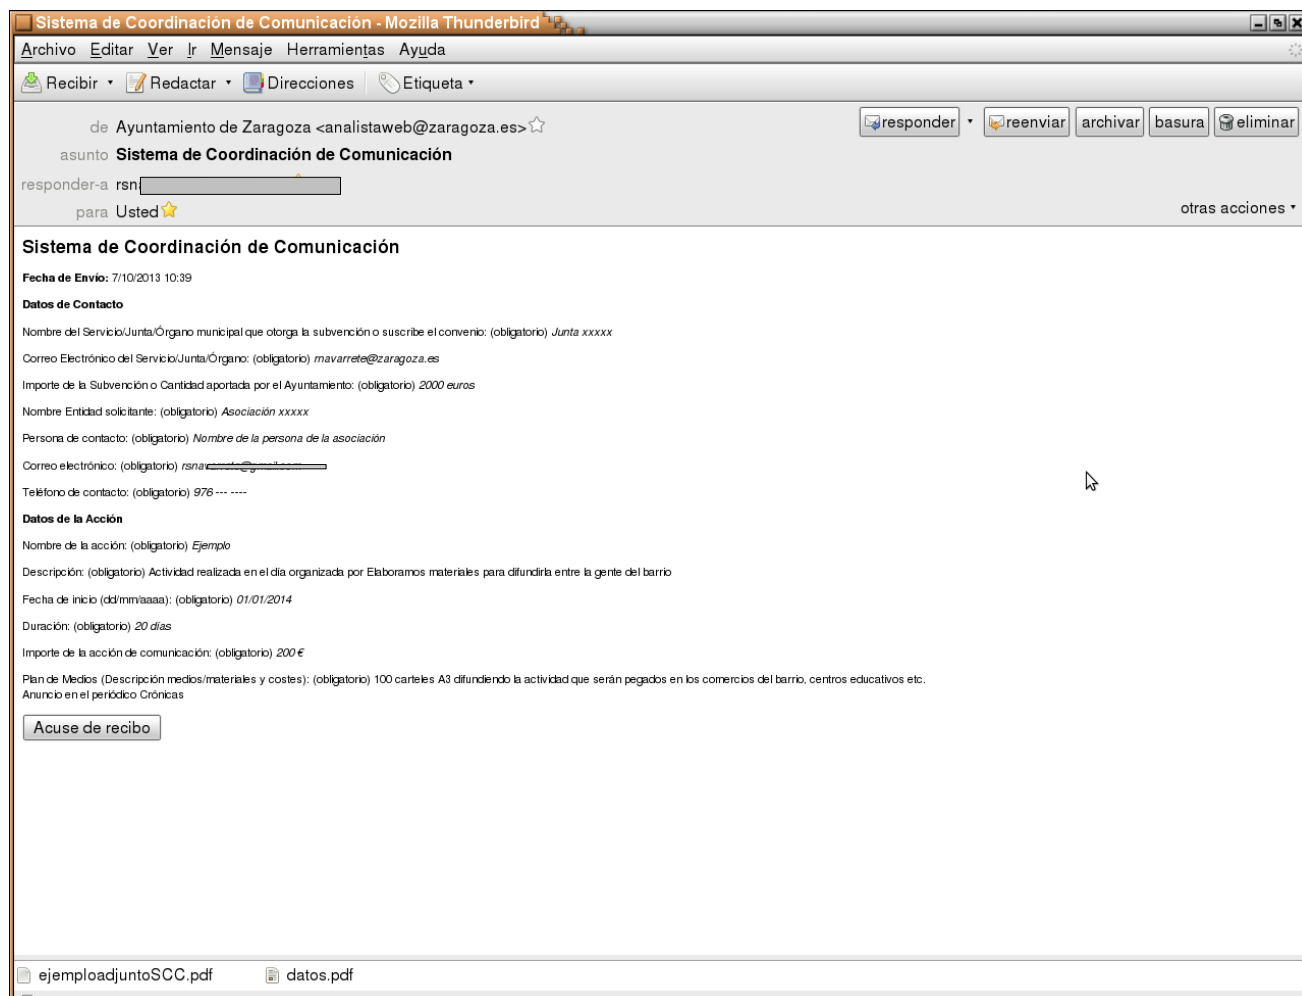 Sistema de Coordinación de Comunicación - Mozilla Thunderbird
Archivo Editar Ver Ir Mensaje Herramientas Ayuda
Recibir Redactar Direcciones Etiqueta
de Ayuntamiento de Zaragoza <analistaweb@zaragoza.es>
responder reenviar archivar basura eliminar
asunto Sistema de Coordinación de Comunicación
responder-a rsn
para Usted
otras acciones
Sistema de Coordinación de Comunicación
Fecha de Envío: 7/10/2013 10:39
Datos de Contacto
Nombre del Servicio/Junta/Órgano municipal que otorga la subvención o suscribe el convenio: (obligatorio) Junta xxxxx
Correo Electrónico del Servicio/Junta/Órgano: (obligatorio) rnavarrete@zaragoza.es
Importe de la Subvención o Cantidad aportada por el Ayuntamiento: (obligatorio) 2000 euros
Nombre Entidad solicitante: (obligatorio) Asociación xxxxx
Persona de contacto: (obligatorio) Nombre de la persona de la asociación
Correo electrónico: (obligatorio)
Teléfono de contacto: (obligatorio) 976 --- ----
Datos de la Acción
Nombre de la acción: (obligatorio) Ejemplo
Descripción: (obligatorio) Actividad realizada en el día organizada por Elaboramos materiales para difundirla entre la gente del barrio
Fecha de inicio (dd/mm/aaaa): (obligatorio) 01/01/2014
Duración: (obligatorio) 20 días
Importe de la acción de comunicación: (obligatorio) 200 €
Plan de Medios (Descripción medios/materiales y costes): (obligatorio) 100 carteles A3 difundiendo la actividad que serán pegados en los comercios del barrio, centros educativos etc.
Anuncio en el periódico Crónicas
Acuse de recibo
ejemploadjuntoSCC.pdf datos.pdf